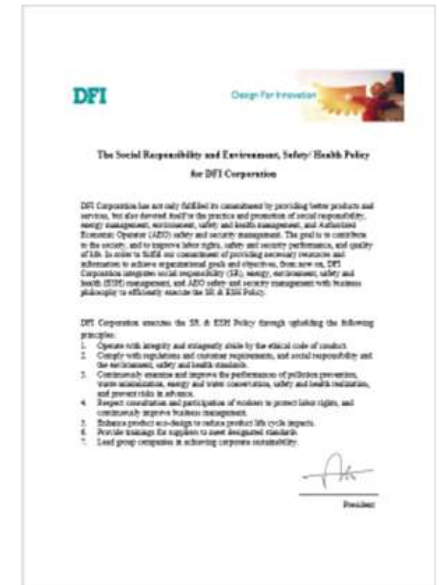 DFI
Design For Innovation
The Social Responsibility and Environment, Safety/ Health Policy
for DFI Corporation
DFI Corporation has not only fulfilled its commitment by providing better products and
services, but also devoted itself to the practice and promotion of social responsibility,
energy management, environment, safety and health management, and Authorized
Economic Operator (AEO) safety and security management. The goal is to contribute
to the society, and to improve labor rights, safety and security performance, and quality
of life. In order to fulfill our commitment of providing necessary resources and
information to achieve organizational goals and objectives, from now on, DFI
Corporation integrates social responsibility (SR), energy, environment, safety and
health (ESH) management, and AEO safety and security management with business
philosophy to efficiently execute the SR & ESH Policy.
DFI Corporation executes the SR & ESH Policy through upholding the following
principles:
1. Operate with integrity and stringently abide by the ethical code of conduct.
2. Comply with regulations and customer requirements, and social responsibility and
the environment, safety and health standards.
3. Continuously examine and improve the performances of pollution prevention,
waste minimization, energy and water conservation, safety and health realization,
and prevent risks in advance.
4. Respect consultation and participation of workers to protect labor rights, and
continuously improve business management.
5. Enhance product eco-design to reduce product life cycle impacts.
6. Provide trainings for suppliers to meet designated standards.
7. Lead group companies in achieving corporate sustainability.
President